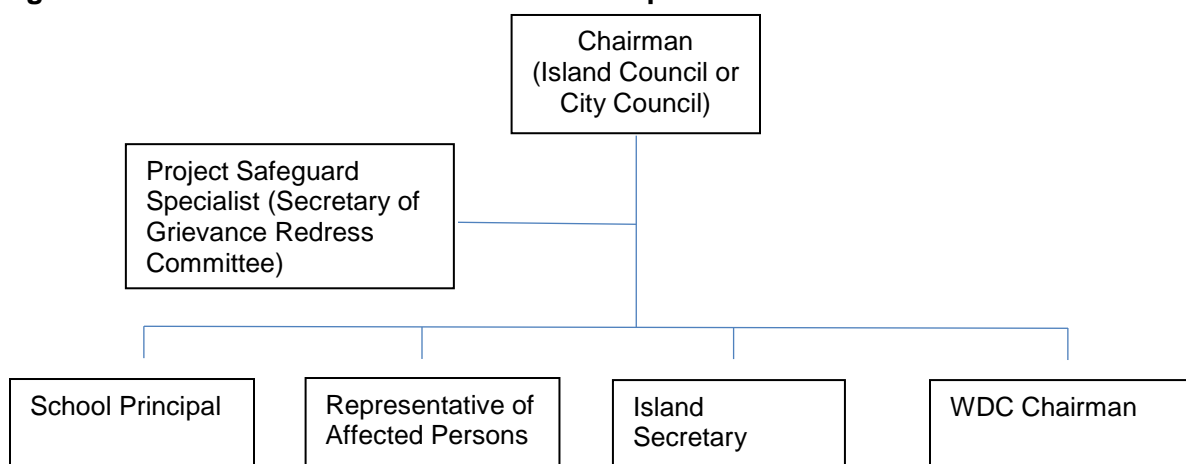 Chairman
(Island Council or
City Council)
Project Safeguard
Specialist (Secretary of
Grievance Redress
Committee)
School Principal
Representative of
Affected Persons
Island
Secretary
WDC Chairman